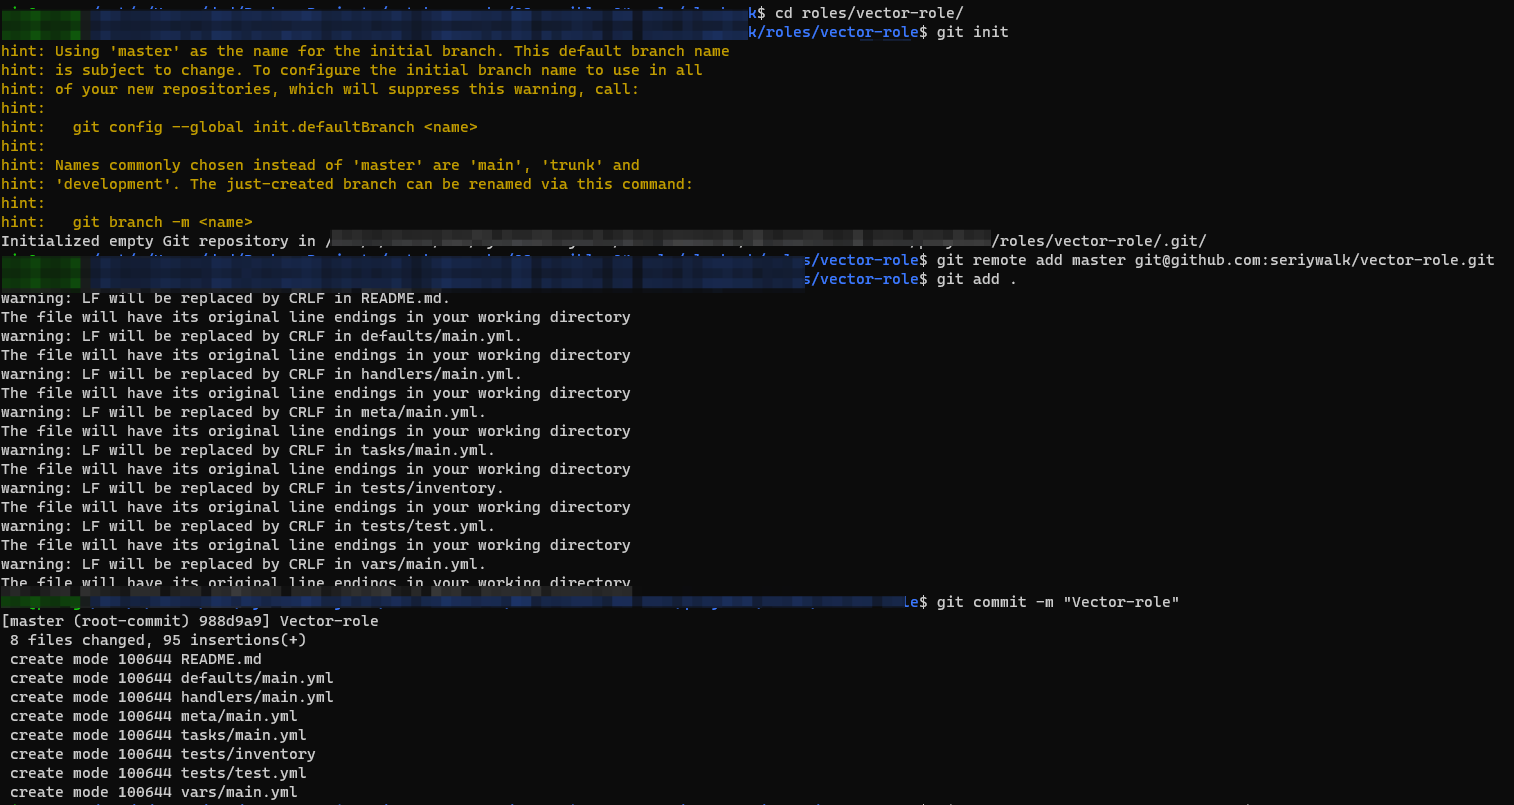 k$ cd roles/vector-role/
k/roles/vector-role$ git init
hint: Using 'master' as the name for the initial branch. This default branch name
hint: is subject to change. To configure the initial branch name to use in all
hint: of your new repositories, which will suppress this warning, call:
hint:
hint:   git config --global init.defaultBranch <name>
hint:
hint: Names commonly chosen instead of 'master' are 'main', 'trunk' and
hint: 'development'. The just-created branch can be renamed via this command:
hint:
hint:   git branch -m <name>
Initialized empty Git repository in / /roles/vector-role/.git/
s/vector-role$ git remote add master git@github.com:seriywalk/vector-role.git
s/vector-role$ git add .
warning: LF will be replaced by CRLF in README.md.
The file will have its original line endings in your working directory
warning: LF will be replaced by CRLF in defaults/main.yml.
The file will have its original line endings in your working directory
warning: LF will be replaced by CRLF in handlers/main.yml.
The file will have its original line endings in your working directory
warning: LF will be replaced by CRLF in meta/main.yml.
The file will have its original line endings in your working directory
warning: LF will be replaced by CRLF in tasks/main.yml.
The file will have its original line endings in your working directory
warning: LF will be replaced by CRLF in tests/inventory.
The file will have its original line endings in your working directory
warning: LF will be replaced by CRLF in tests/test.yml.
The file will have its original line endings in your working directory
warning: LF will be replaced by CRLF in vars/main.yml.
The file will have its original line endings in your working directory
le$ git commit -m "Vector-role"
[master (root-commit) 988d9a9] Vector-role
 8 files changed, 95 insertions(+)
 create mode 100644 README.md
 create mode 100644 defaults/main.yml
 create mode 100644 handlers/main.yml
 create mode 100644 meta/main.yml
 create mode 100644 tasks/main.yml
 create mode 100644 tests/inventory
 create mode 100644 tests/test.yml
 create mode 100644 vars/main.yml